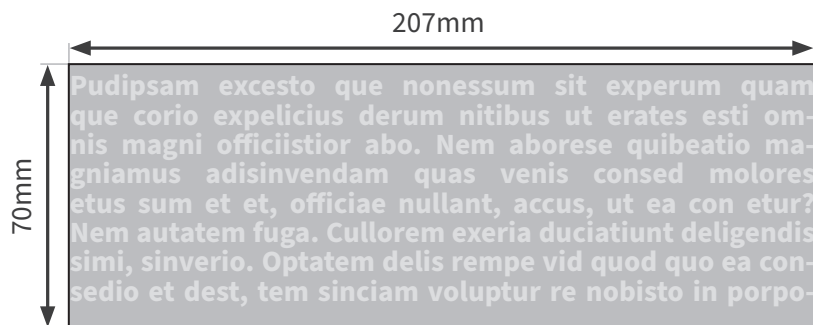 207mm
70mm
Pudipsam excesto que nonessum sit experum quam
que corio expelicius derum nitibus ut erates esti om-
nis magni officiistior abo. Nem aborese quibeatio ma-
gniamus adisinvendam quas venis consed molores
etus sum et et, officiae nullant, accus, ut ea con etur?
Nem autatem fuga. Cullorem exeria duciatiunt deligendis
simi, sinverio. Optatem delis rempe vid quod quo ea con-
sedio et dest, tem sinciam voluptur re nobisto in porpo-